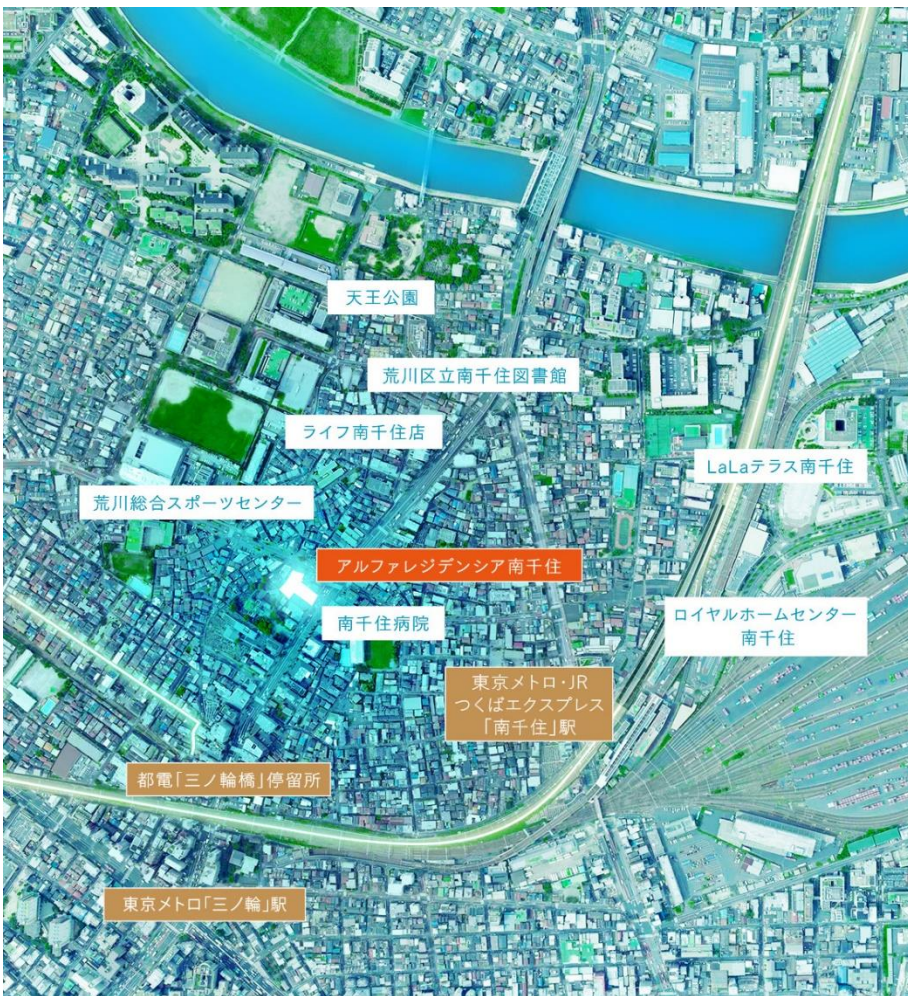 天王公園
荒川区立南千住図書館
ライフ南千住店
LaLaテラス南千住
荒川総合スポーツセンター
アルファレジデンシア南千住
南千住病院
ロイヤルホームセンター
南千住
東京メトロ・JR
つくばエクスプレス
「南千住」駅
都電「三ノ輪橋」停留所
東京メトロ「三ノ輪」駅